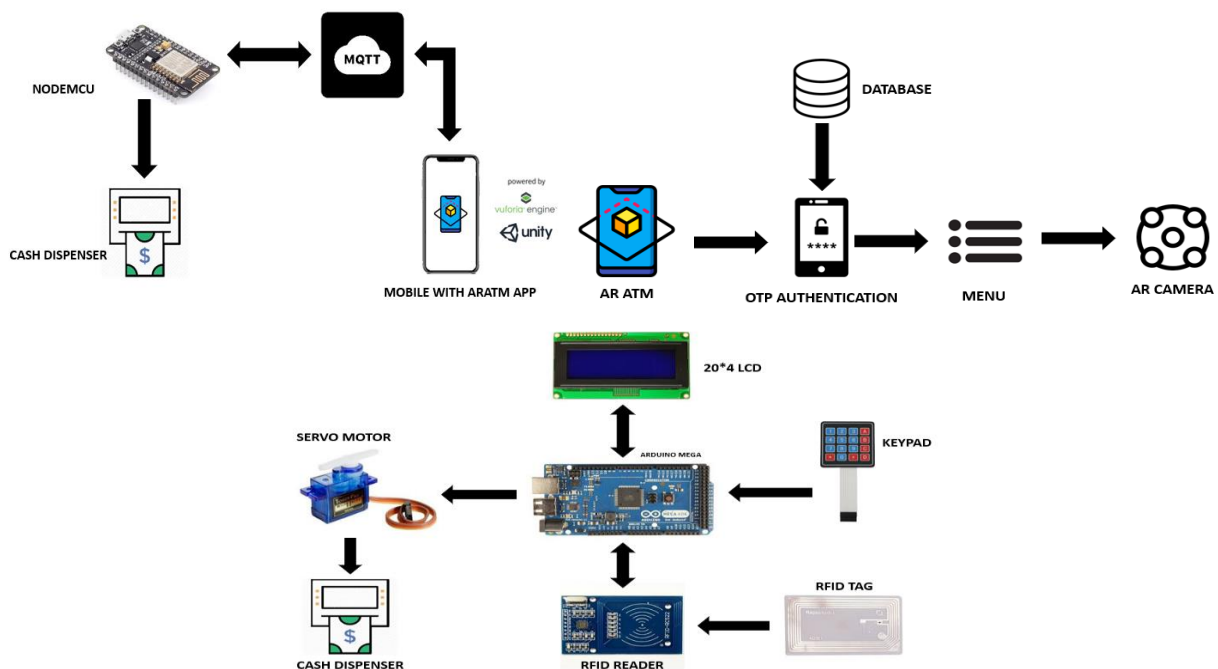 NODEMCU
MQTT
DATABASE
powered by
vuforia engine
unity
CASH DISPENSER
$
****
MOBILE WITH ARATM APP
AR ATM
OTP AUTHENTICATION
MENU
AR CAMERA
20*4 LCD
SERVO MOTOR
KEYPAD
ARDUINO MEGA
RFID TAG
$
CASH DISPENSER
RFID READER